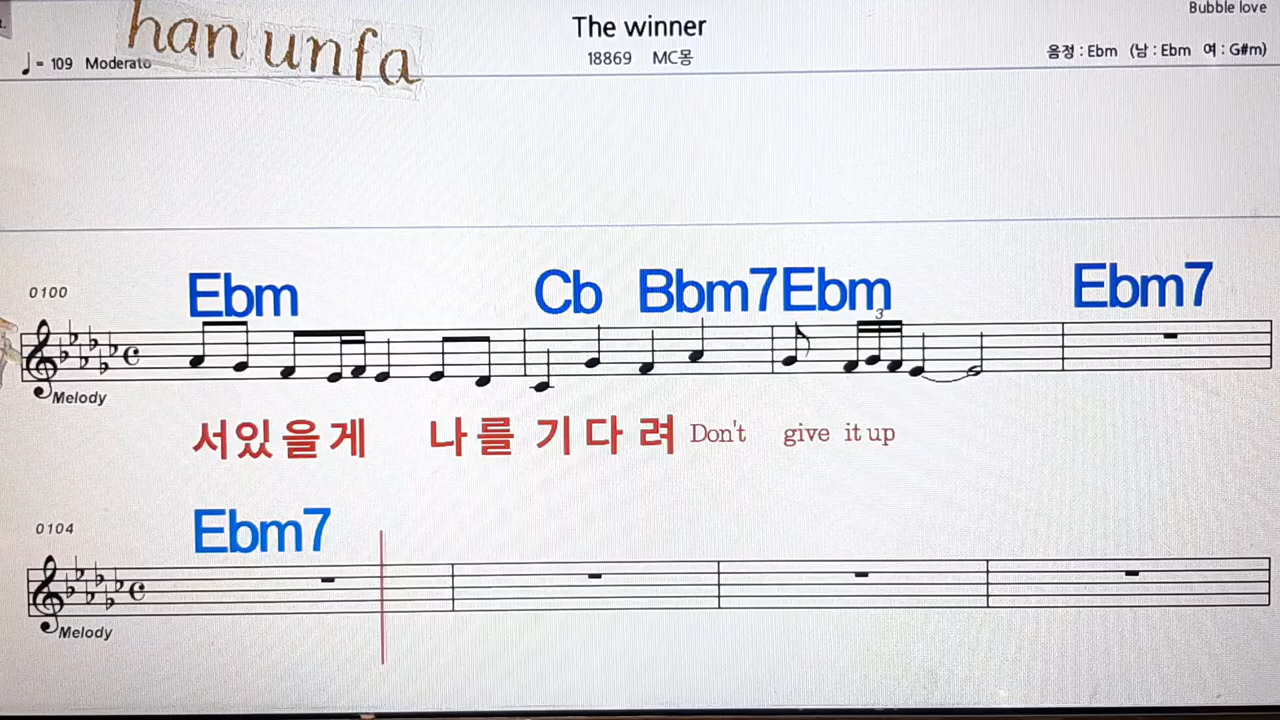 Bubble love
han unfa
The winner
♩ = 109 Moderato
18869 MC몽
음정 : Ebm (남 : Ebm 여 : G#m)
Ebm Cb Bbm7 Ebm Ebm7
0100
3
Melody
서있을게 나를 기다려 Don't give it up
Ebm7
0104
Melody